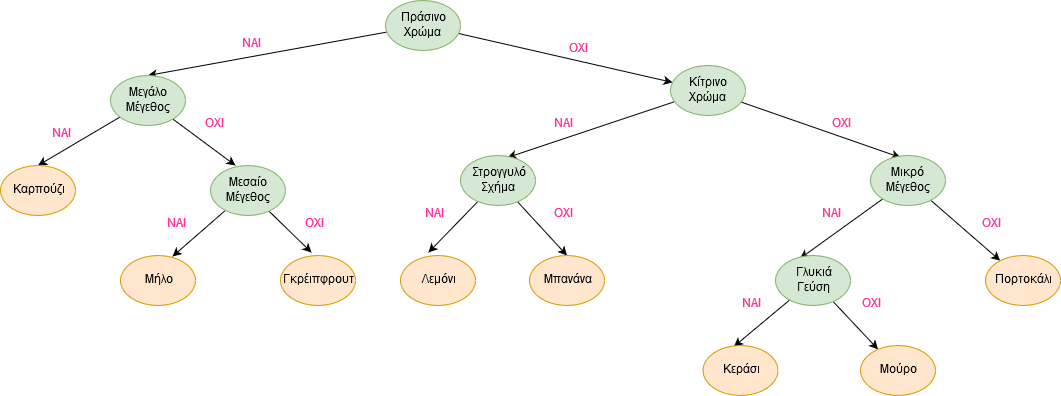 Πράσινο
Χρώμα
ΝΑΙ
ΟΧΙ
Μεγάλο
Μέγεθος
Κίτρινο
Χρώμα
ΝΑΙ
ΟΧΙ
ΝΑΙ
ΟΧΙ
Καρπούζι
Μεσαίο
Μέγεθος
Στρογγυλό
Σχήμα
Μικρό
Μέγεθος
ΝΑΙ
ΟΧΙ
ΝΑΙ
ΟΧΙ
ΝΑΙ
ΟΧΙ
Μήλο
Γκρέιπφρουτ
Λεμόνι
Μπανάνα
Γλυκιά
Γεύση
Πορτοκάλι
ΝΑΙ
ΟΧΙ
Κεράσι
Μούρο